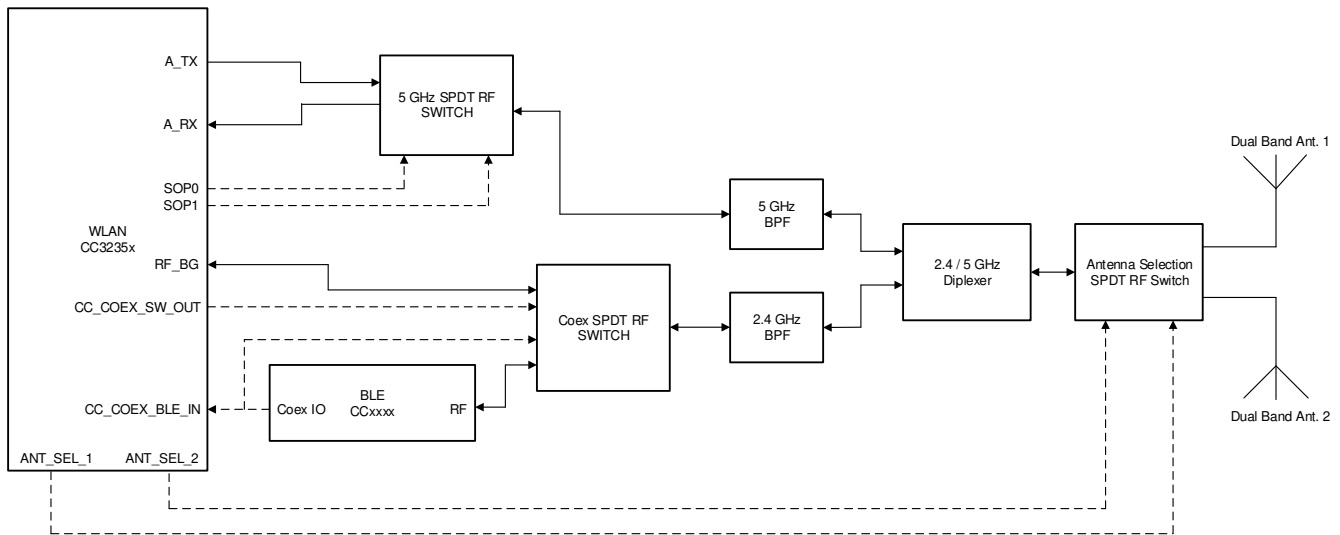 A_TX
A_RX
SOP0
SOP1
WLAN
CC3235x
RF_BG
CC_COEX_SW_OUT
CC_COEX_BLE_IN
ANT_SEL_1
ANT_SEL_2
5 GHz SPDT RF
SWITCH
Coex IO
BLE
CCxxxx
RF
Coex SPDT RF
SWITCH
5 GHz
BPF
2.4 GHz
BPF
2.4 / 5 GHz
Diplexer
Antenna Selection
SPDT RF Switch
Dual Band Ant. 1
Dual Band Ant. 2